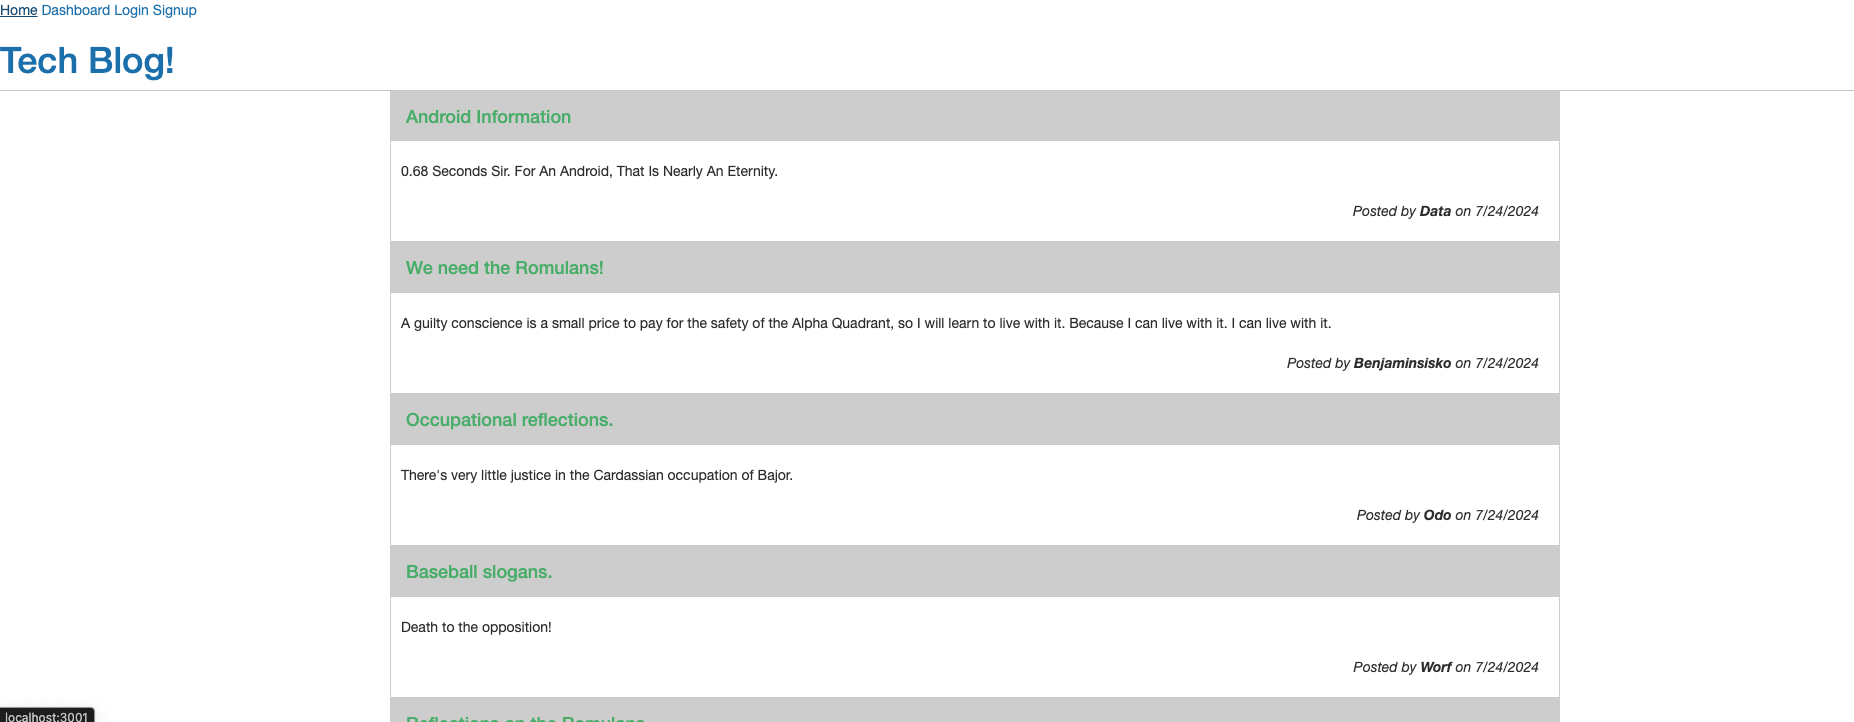 Home Dashboard Login Signup
Tech Blog!
Android Information
0.68 Seconds Sir. For An Android, That Is Nearly An Eternity.
Posted by Data on 7/24/2024
We need the Romulans!
A guilty conscience is a small price to pay for the safety of the Alpha Quadrant, so I will learn to live with it. Because I can live with it. I can live with it.
Posted by Benjaminsisko on 7/24/2024
Occupational reflections.
There's very little justice in the Cardassian occupation of Bajor.
Posted by Odo on 7/24/2024
Baseball slogans.
Death to the opposition!
Posted by Worf on 7/24/2024
Reflections on the Romulans
localhost:3001